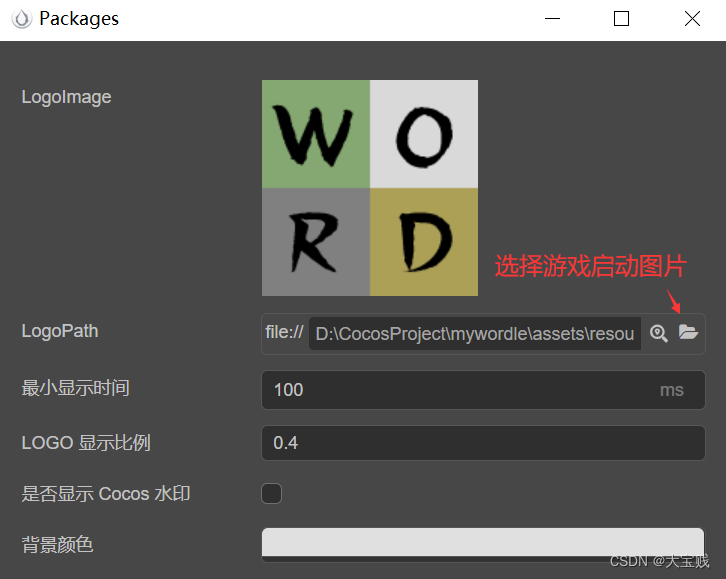 Packages
LogoImage
W O
R D
选择游戏启动图片
LogoPath
file:// D:\CocosProject\mywordle\assets\resou
最小显示时间 100 ms
LOGO 显示比例 0.4
是否显示 Cocos 水印
背景颜色
CSDN @大宝贱